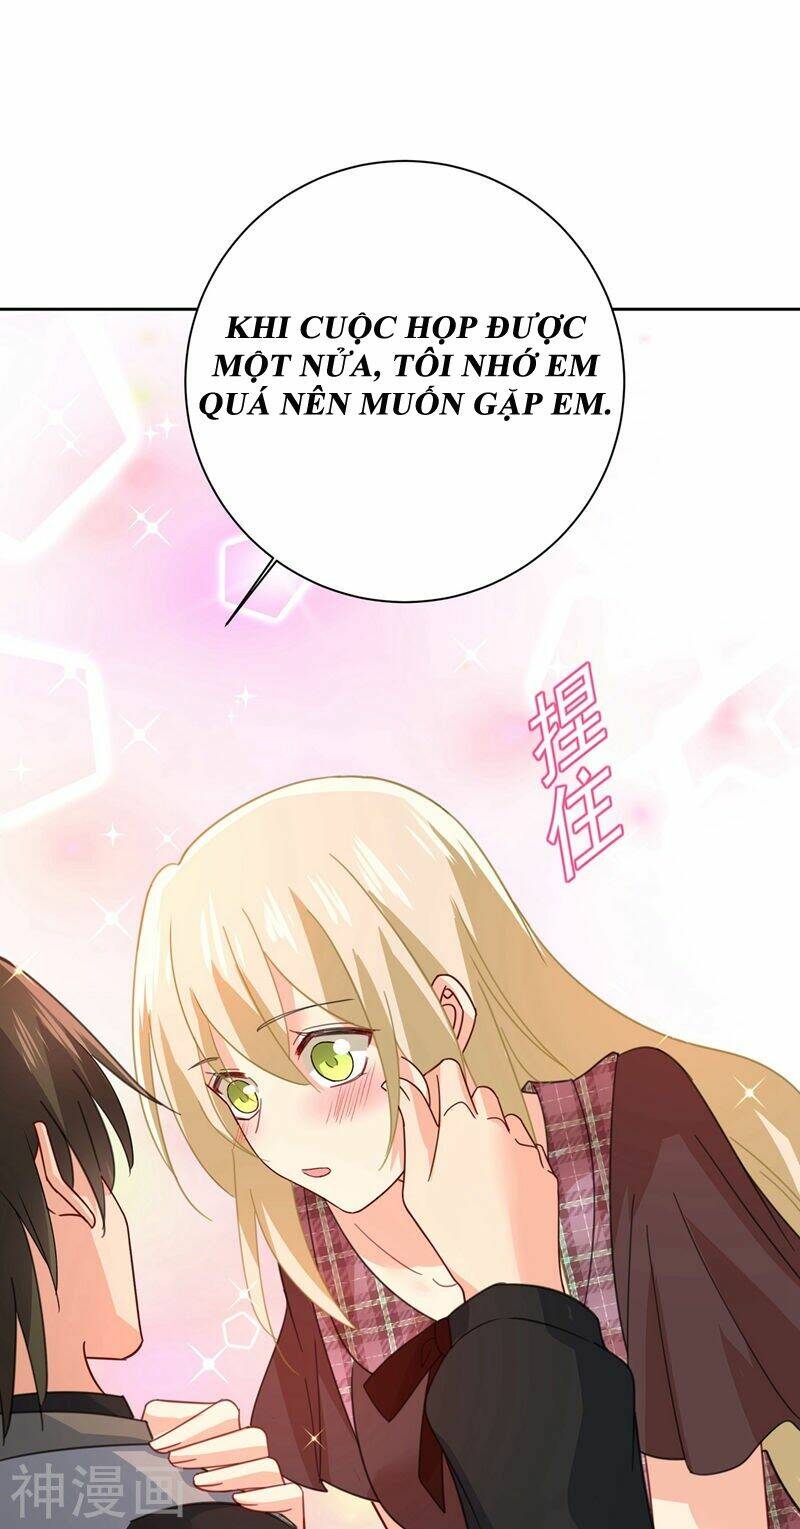 KHI CUỘC HỌP ĐƯỢC
MỘT NỬA, TÔI NHỚ EM
QUÁ NÊN MUỐN GẶP EM.
捏住
神漫画